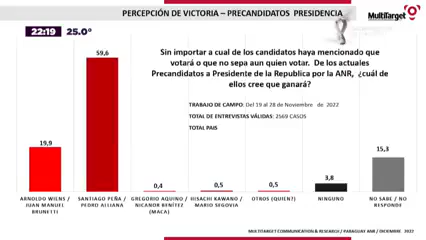 PERCEPCIÓN DE VICTORIA – PRECANDIDATOS PRESIDENCIA
MultiTarget
22:19 25.0°
Sin importar a cual de los candidatos haya mencionado que
votará o que no sepa aun quien votar. De los actuales
Precandidatos a Presidente de la Republica por la ANR, ¿cuál de
ellos cree que ganará?
TRABAJO DE CAMPO: Del 19 al 28 de Noviembre de 2022
TOTAL DE ENTREVISTAS VÁLIDAS: 2569 CASOS
TOTAL PAIS
19,9
59,6
0,4
0,5
0,5
3,8
15,3
ARNOLDO WIENS /
JUAN MANUEL
BRUNETTI
SANTIAGO PEÑA /
PEDRO ALLIANA
GREGORIO AQUINO /
NICANOR BENÍTEZ
(MACA)
HISACHI KAWANO /
MARIO SEGOVIA
OTROS (QUIEN?)
NINGUNO
NO SABE / NO
RESPONDE
MULTITARGET COMMUNICATION & RESEARCH / PARAGUAY ANR / DICIEMBRE 2022